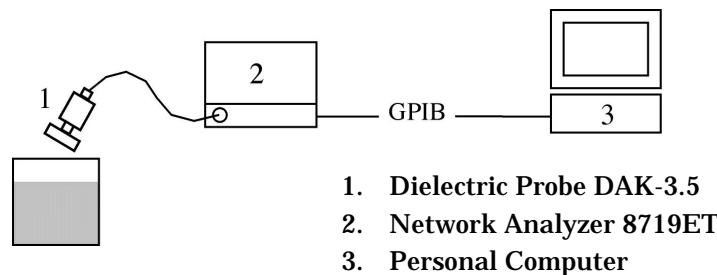 1
2
GPIB
3
1. Dielectric Probe DAK-3.5
2. Network Analyzer 8719ET
3. Personal Computer